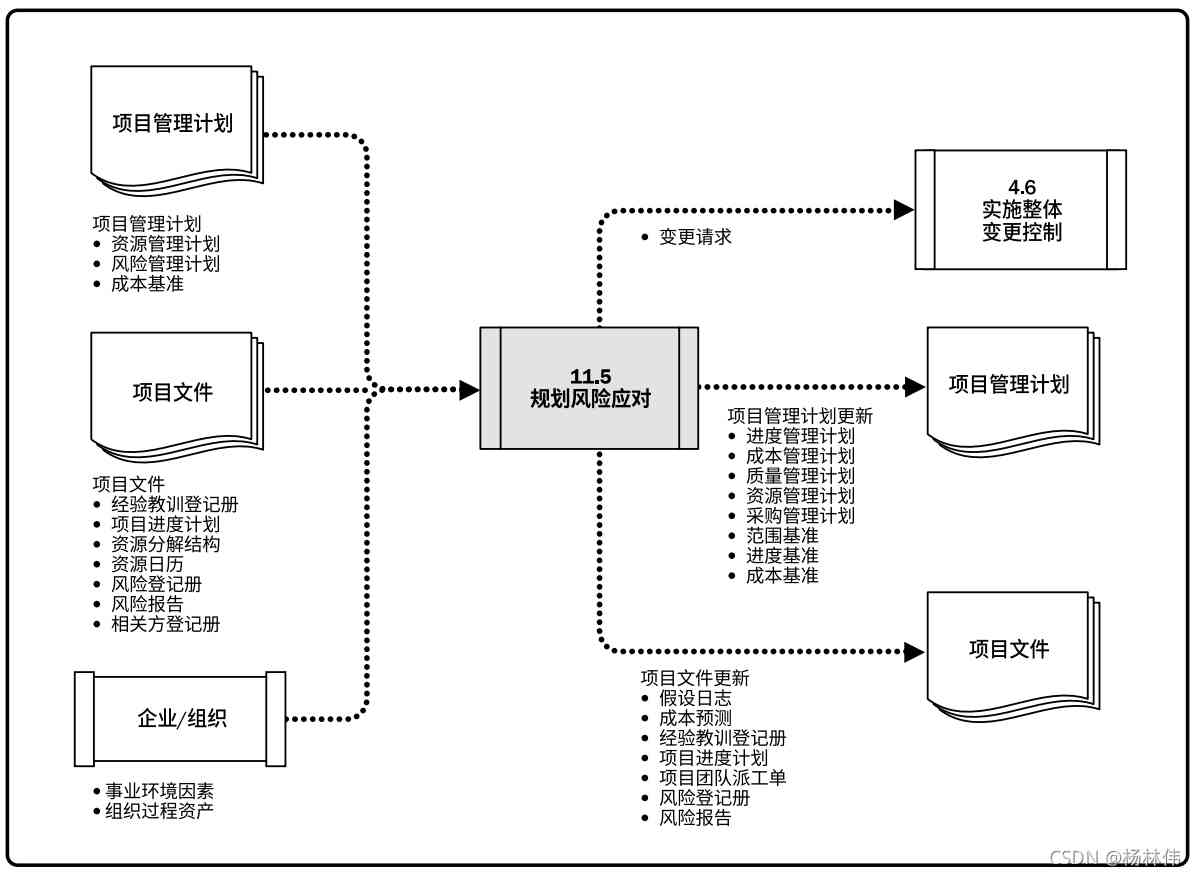 项目管理计划
项目管理计划
• 资源管理计划
• 风险管理计划
• 成本基准
项目文件
项目文件
• 经验教训登记册
• 项目进度计划
• 资源分解结构
• 资源日历
• 风险登记册
• 风险报告
• 相关方登记册
企业/组织
• 事业环境因素
• 组织过程资产
11.5
规划风险应对
• 变更请求
4.6
实施整体
变更控制
项目管理计划
项目管理计划更新
• 进度管理计划
• 成本管理计划
• 质量管理计划
• 资源管理计划
• 采购管理计划
• 范围基准
• 进度基准
• 成本基准
项目文件
项目文件更新
• 假设日志
• 成本预测
• 经验教训登记册
• 项目进度计划
• 项目团队派工单
• 风险登记册
• 风险报告
CSDN @杨林伟